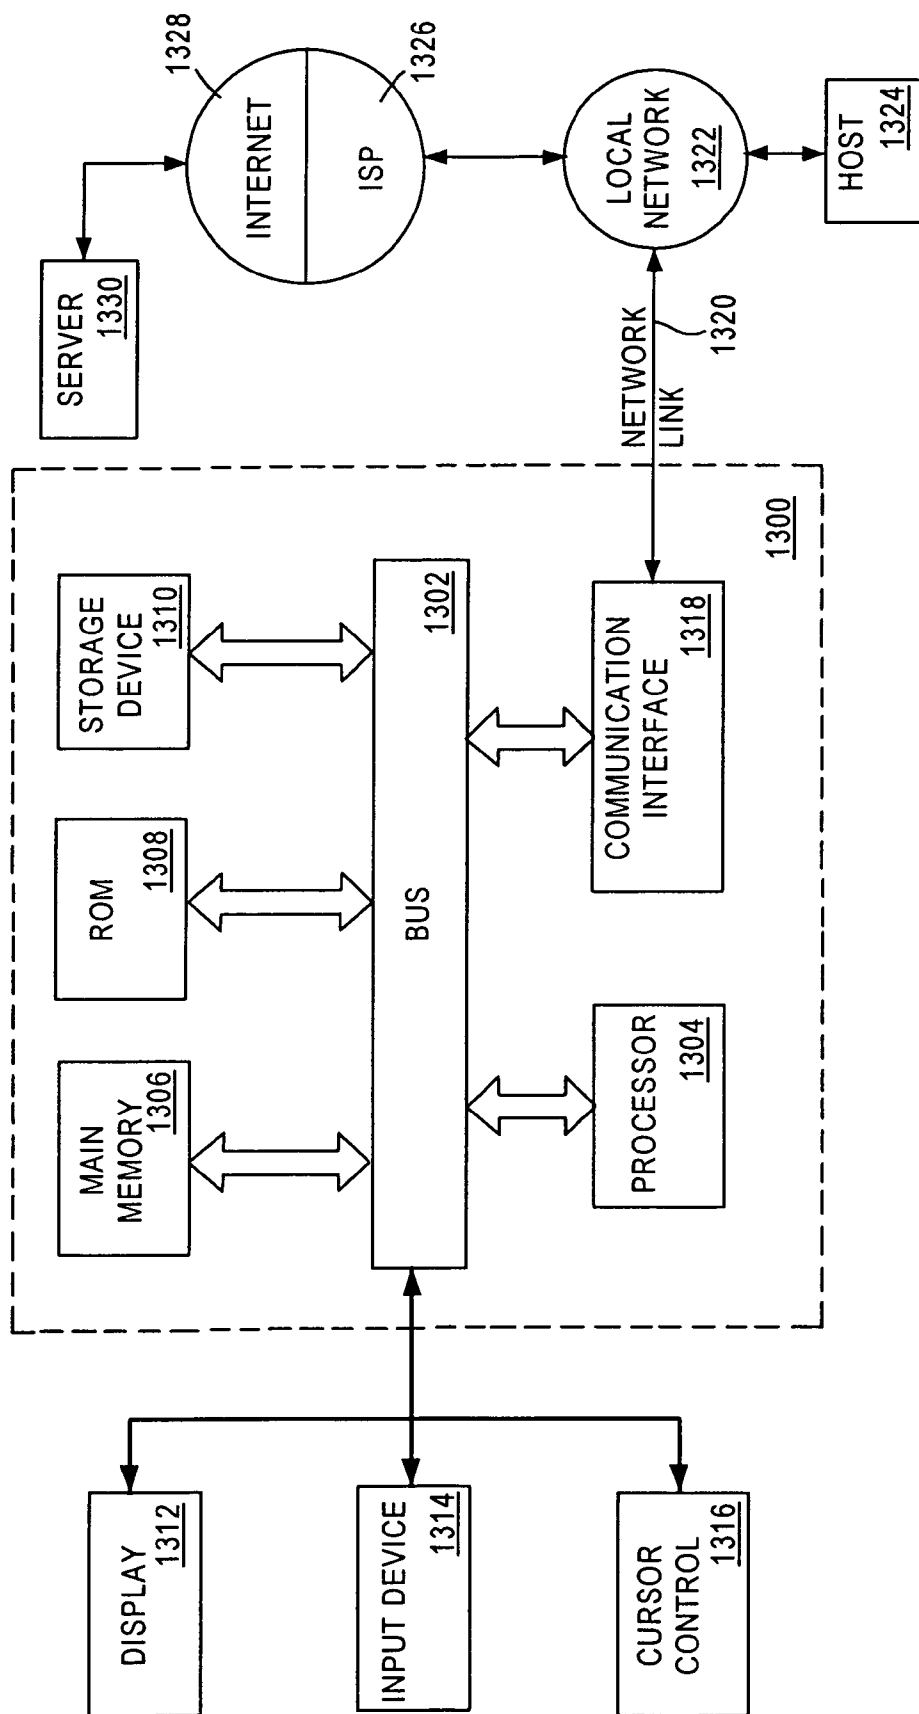 DISPLAY
1312
INPUT DEVICE
1314
CURSOR
CONTROL
1316
MAIN
MEMORY
1306
ROM
1308
STORAGE
DEVICE
1310
BUS
1302
PROCESSOR
1304
COMMUNICATION
INTERFACE
1318
1300
SERVER
1330
INTERNET
1328
ISP
1326
NETWORK
LINK
1320
LOCAL
NETWORK
1322
HOST
1324